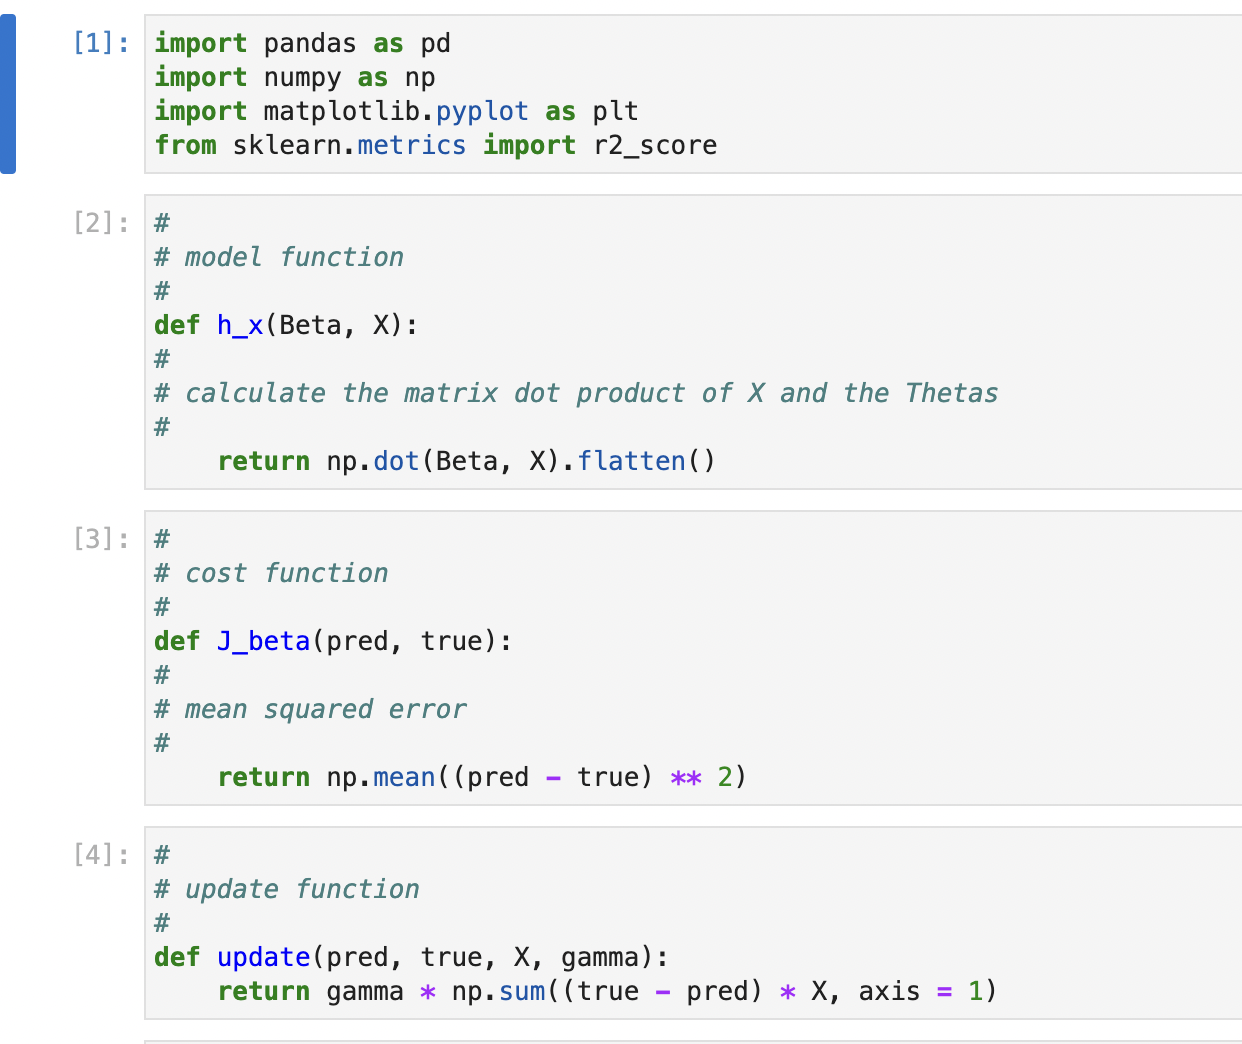 [1]: import pandas as pd
import numpy as np
import matplotlib.pyplot as plt
from sklearn.metrics import r2_score
[2]: #
# model function
#
def h_x(Beta, X):
#
# calculate the matrix dot product of X and the Thetas
#
    return np.dot(Beta, X).flatten()
[3]: #
# cost function
#
def J_beta(pred, true):
#
# mean squared error
#
    return np.mean((pred - true) ** 2)
[4]: #
# update function
#
def update(pred, true, X, gamma):
    return gamma * np.sum((true - pred) * X, axis = 1)